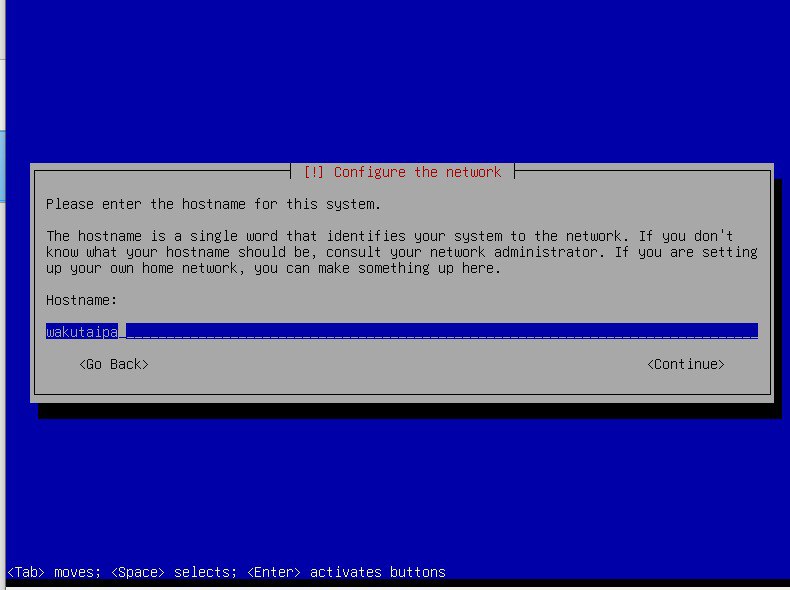 [!] Configure the network
Please enter the hostname for this system.
The hostname is a single word that identifies your system to the network. If you don't
know what your hostname should be, consult your network administrator. If you are setting
up your own home network, you can make something up here.
Hostname:
wakutaipa
<Go Back> <Continue>
<Tab> moves; <Space> selects; <Enter> activates buttons